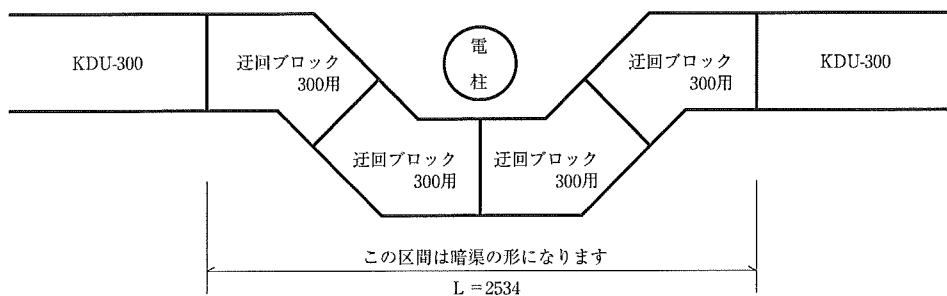 KDU-300
迂回ブロック
300用
電
柱
迂回ブロック
300用
KDU-300
迂回ブロック
300用
迂回ブロック
300用
この区間は暗渠の形になります
L=2534